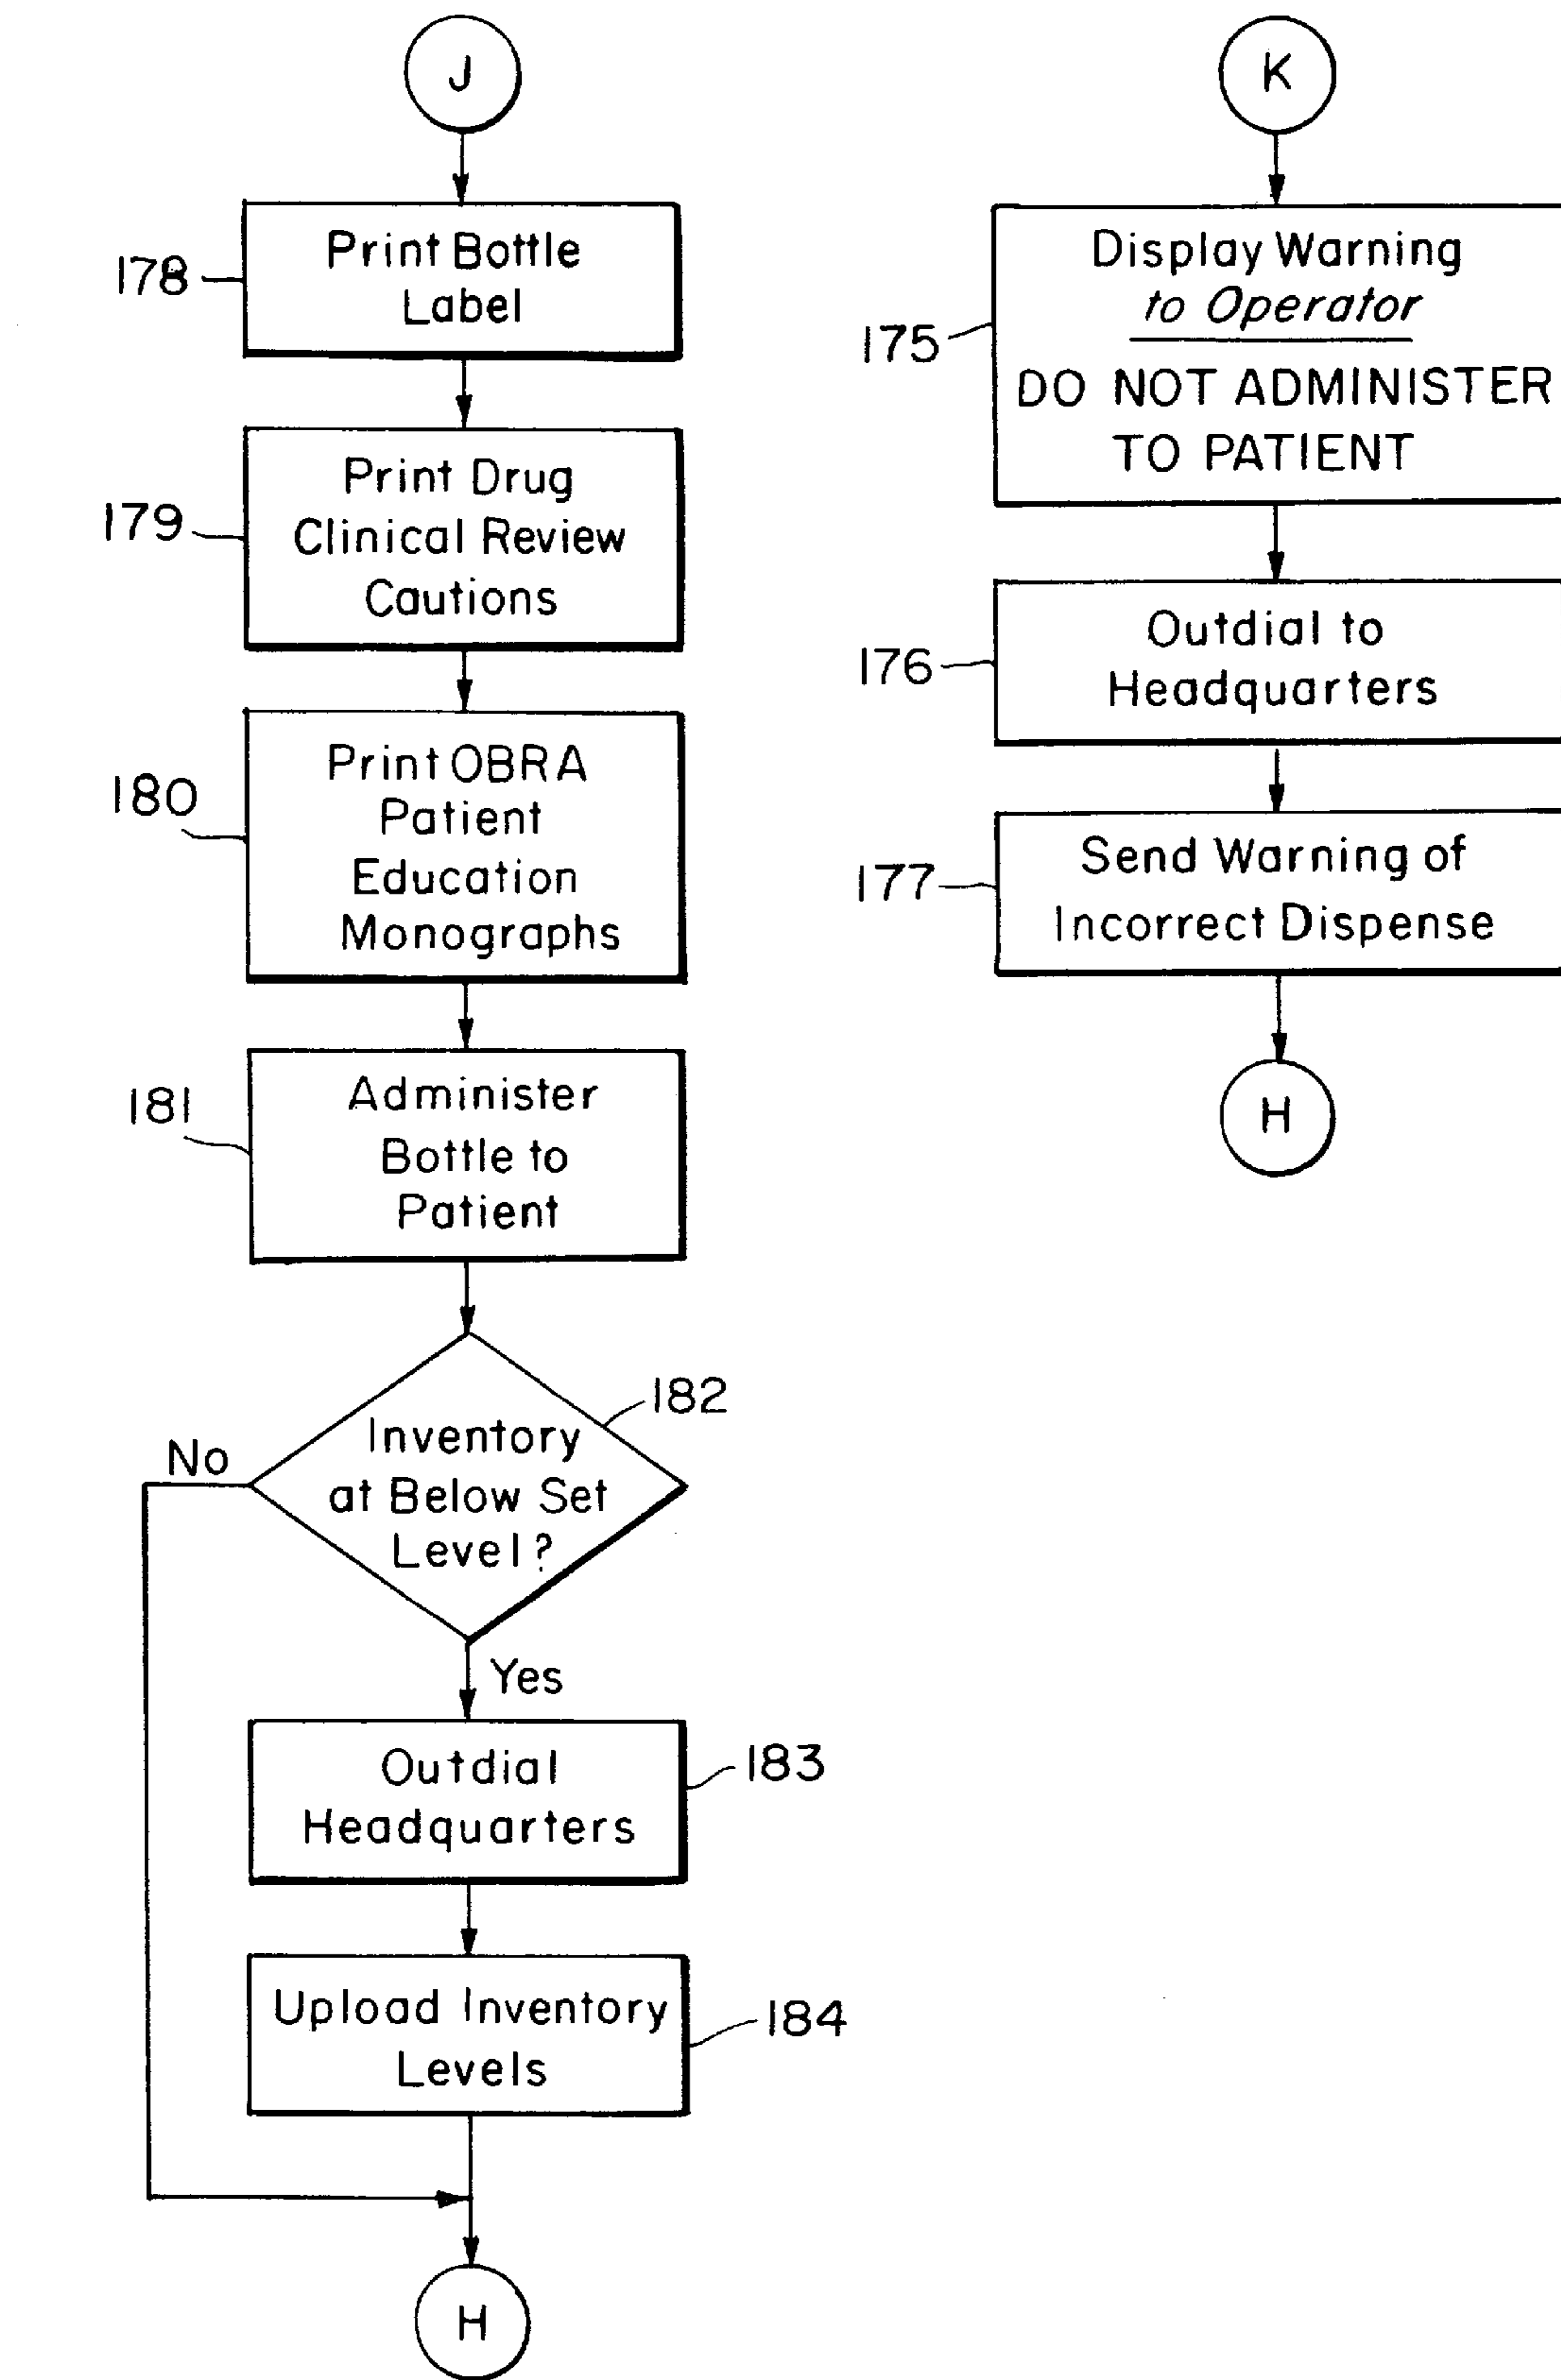 J
178
Print Bottle
Label
179
Print Drug
Clinical Review
Cautions
180
Print OBRA
Patient
Education
Monographs
181
Administer
Bottle to
Patient
182
Inventory
at Below Set
Level?
No
Yes
183
Outdial
Headquarters
184
Upload Inventory
Levels
H
K
175
Display Warning
to Operator
DO NOT ADMINISTER
TO PATIENT
176
Outdial to
Headquarters
177
Send Warning of
Incorrect Dispense
H